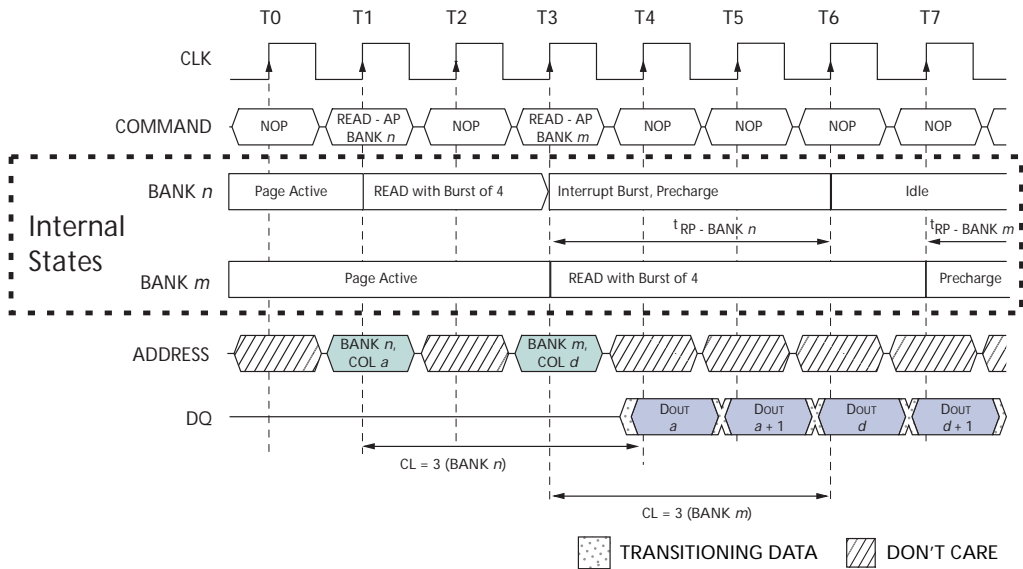 T0 T1 T2 T3 T4 T5 T6 T7
CLK
COMMAND NOP READ - AP NOP READ - AP NOP NOP NOP NOP
BANK n BANK m
BANK n Page Active READ with Burst of 4 Interrupt Burst, Precharge Idle
Internal
States
tRP - BANK n tRP - BANK m
BANK m Page Active READ with Burst of 4 Precharge
ADDRESS BANK n, BANK m,
COL a COL d
DQ DOUT DOUT DOUT DOUT
a a + 1 d d + 1
CL = 3 (BANK n)
CL = 3 (BANK m)
TRANSITIONING DATA DON'T CARE